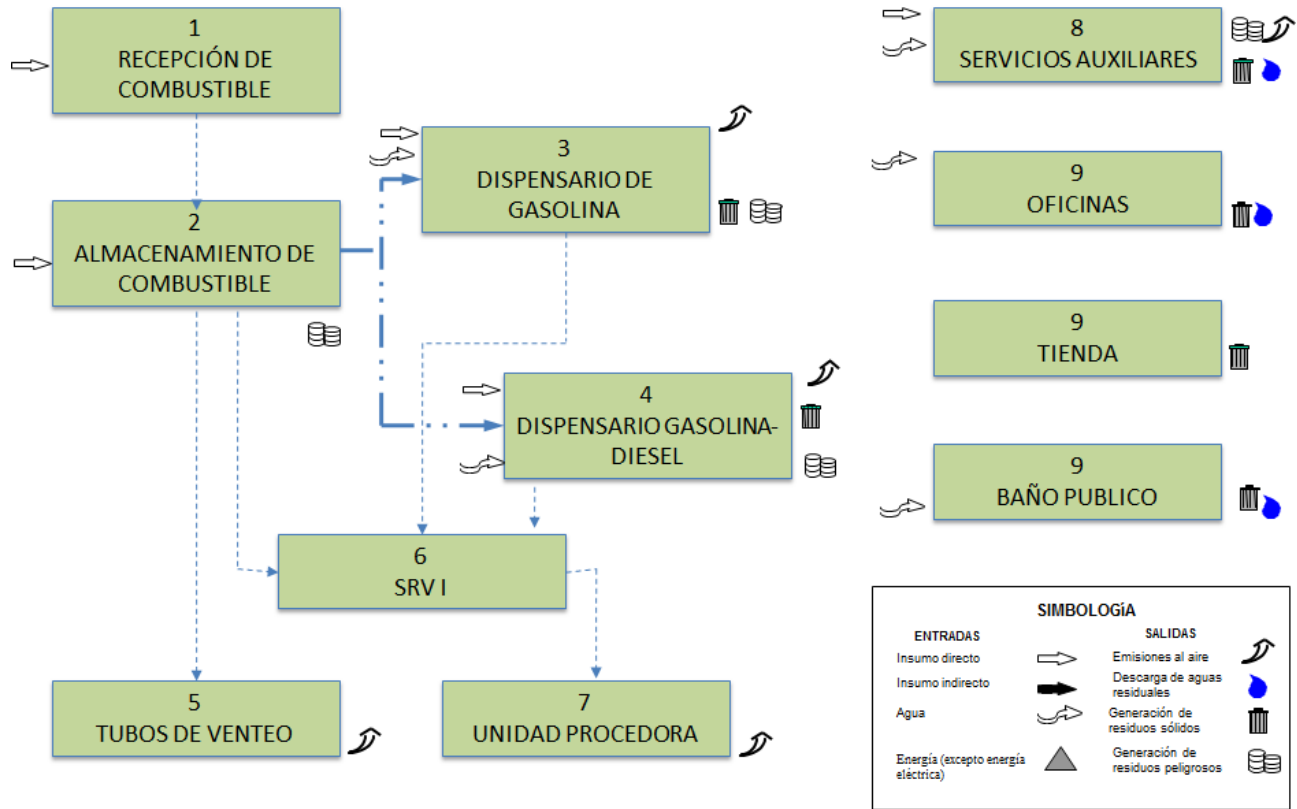 1
RECEPCIÓN DE
COMBUSTIBLE
2
ALMACENAMIENTO DE
COMBUSTIBLE
3
DISPENSARIO DE
GASOLINA
4
DISPENSARIO GASOLINA-
DIESEL
6
SRV I
5
TUBOS DE VENTEO
7
UNIDAD PROCEDORA
8
SERVICIOS AUXILIARES
9
OFICINAS
9
TIENDA
9
BAÑO PUBLICO
SIMBOLOGíA
ENTRADAS
SALIDAS
Insumo directo
Emisiones al aire
Insumo indirecto
Descarga de aguas
residuales
Agua
Generación de
residuos sólidos
Energía (excepto energía
eléctrica)
Generación de
residuos peligrosos